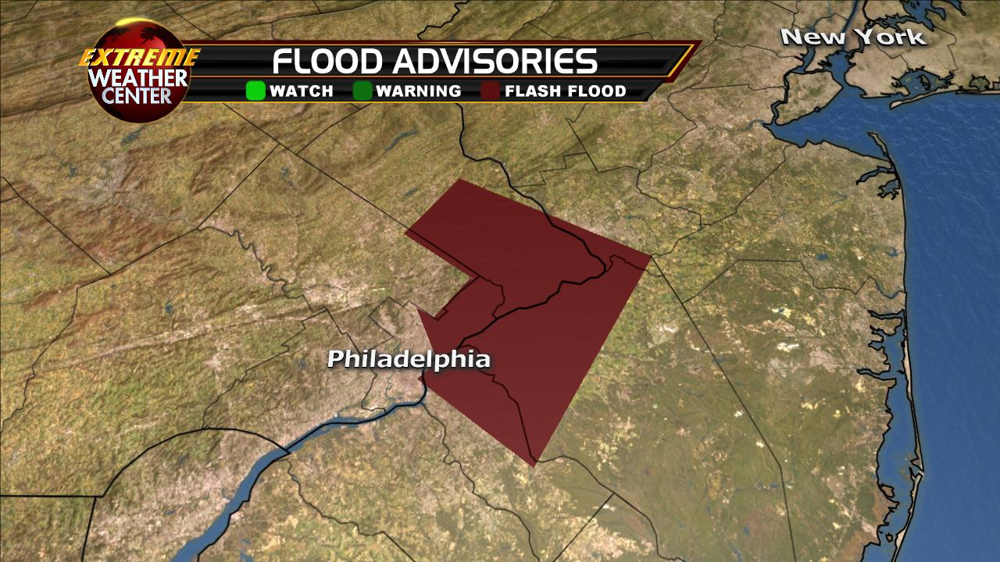 New York
EXTREME
WEATHER
CENTER
FLOOD ADVISORIES
WATCH WARNING FLASH FLOOD
Philadelphia